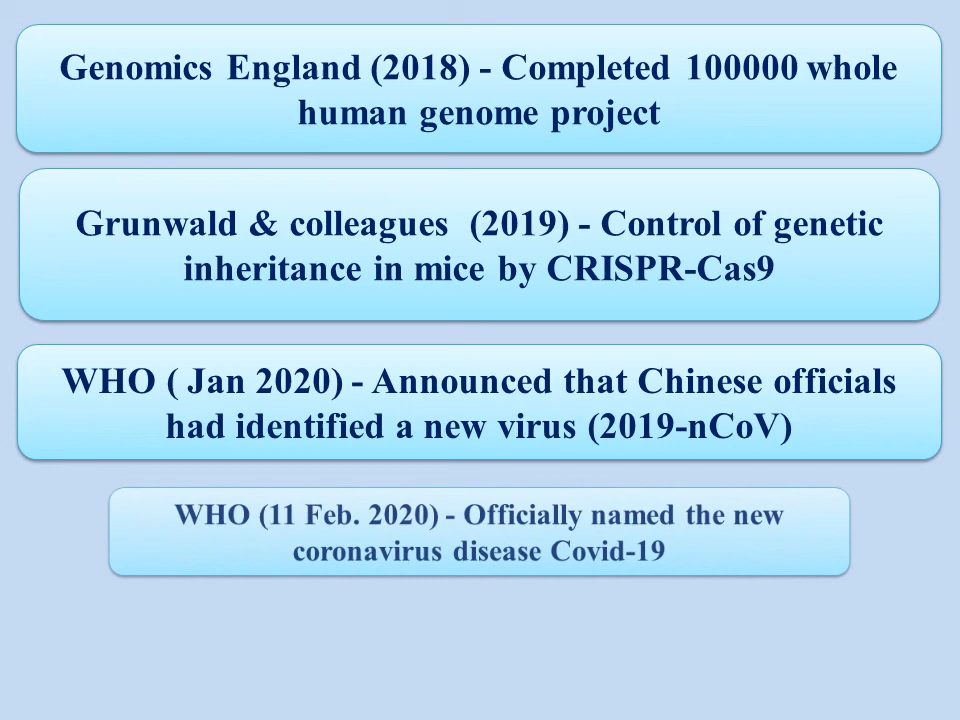 Genomics England (2018) - Completed 100000 whole
human genome project
Grunwald & colleagues  (2019) - Control of genetic
inheritance in mice by CRISPR-Cas9
WHO ( Jan 2020) - Announced that Chinese officials
had identified a new virus (2019-nCoV)
WHO (11 Feb. 2020) - Officially named the new
coronavirus disease Covid-19